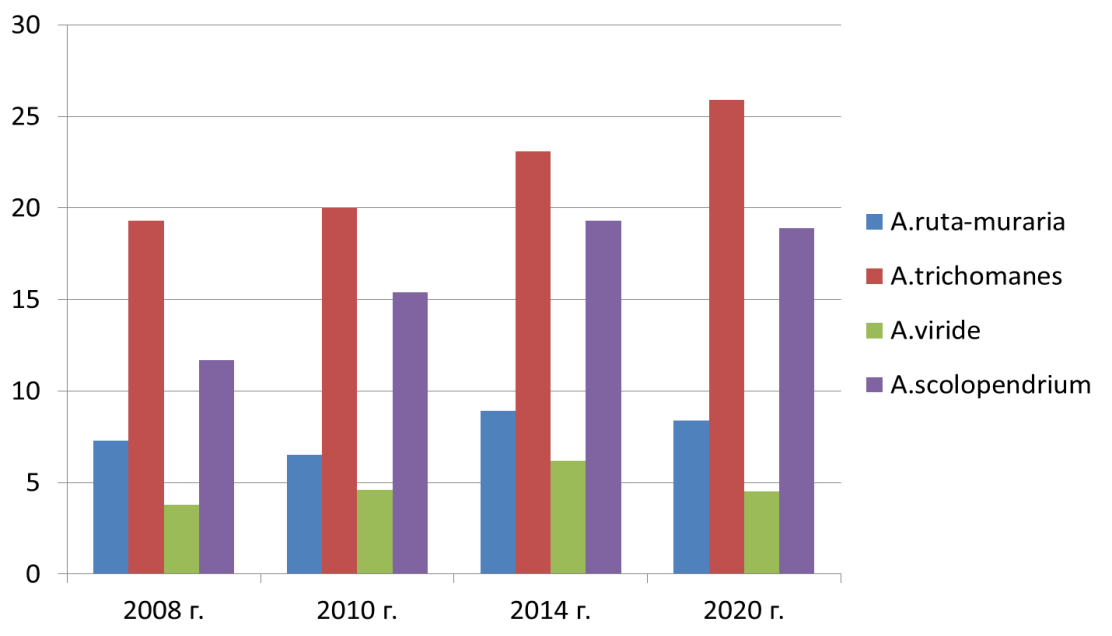 30
25
20
15
10
5
0
2008 г.
2010 г.
2014 г.
2020 г.
A.ruta-muraria
A.trichomanes
A.viride
A.scolopendrium